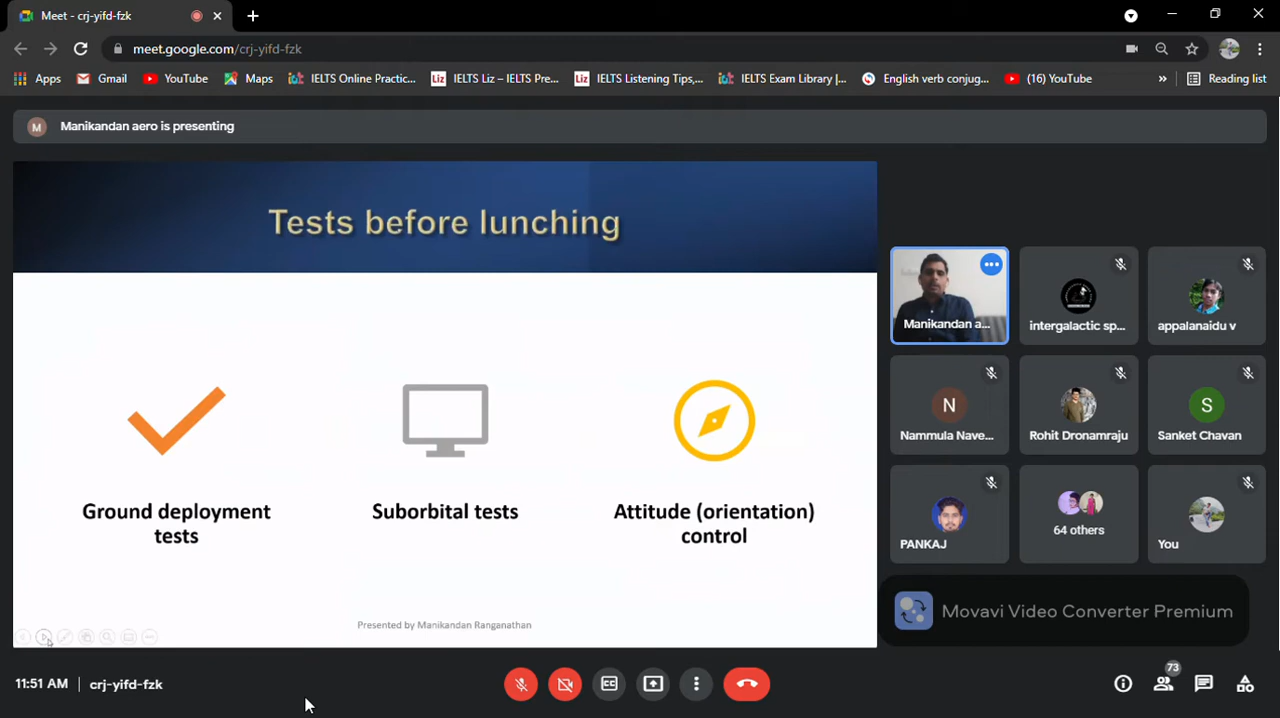 Meet - crj-yifd-fzk
meet.google.com/crj-yifd-fzk
Apps
Gmail
YouTube
Maps
IELTS Online Practic...
Liz
IELTS Liz – IELTS Pre...
Liz
IELTS Listening Tips,...
IELTS Exam Library |...
English verb conjug...
(16) YouTube
»
Reading list
M
Manikandan aero is presenting
Tests before lunching
Ground deployment
tests
Suborbital tests
Attitude (orientation)
control
Presented by Manikandan Ranganathan
Manikandan a...
intergalactic sp...
appalanaidu v
N
Nammula Nave...
Rohit Dronamraju
S
Sanket Chavan
PANKAJ
64 others
You
Movavi Video Converter Premium
11:51 AM
crj-yifd-fzk
73